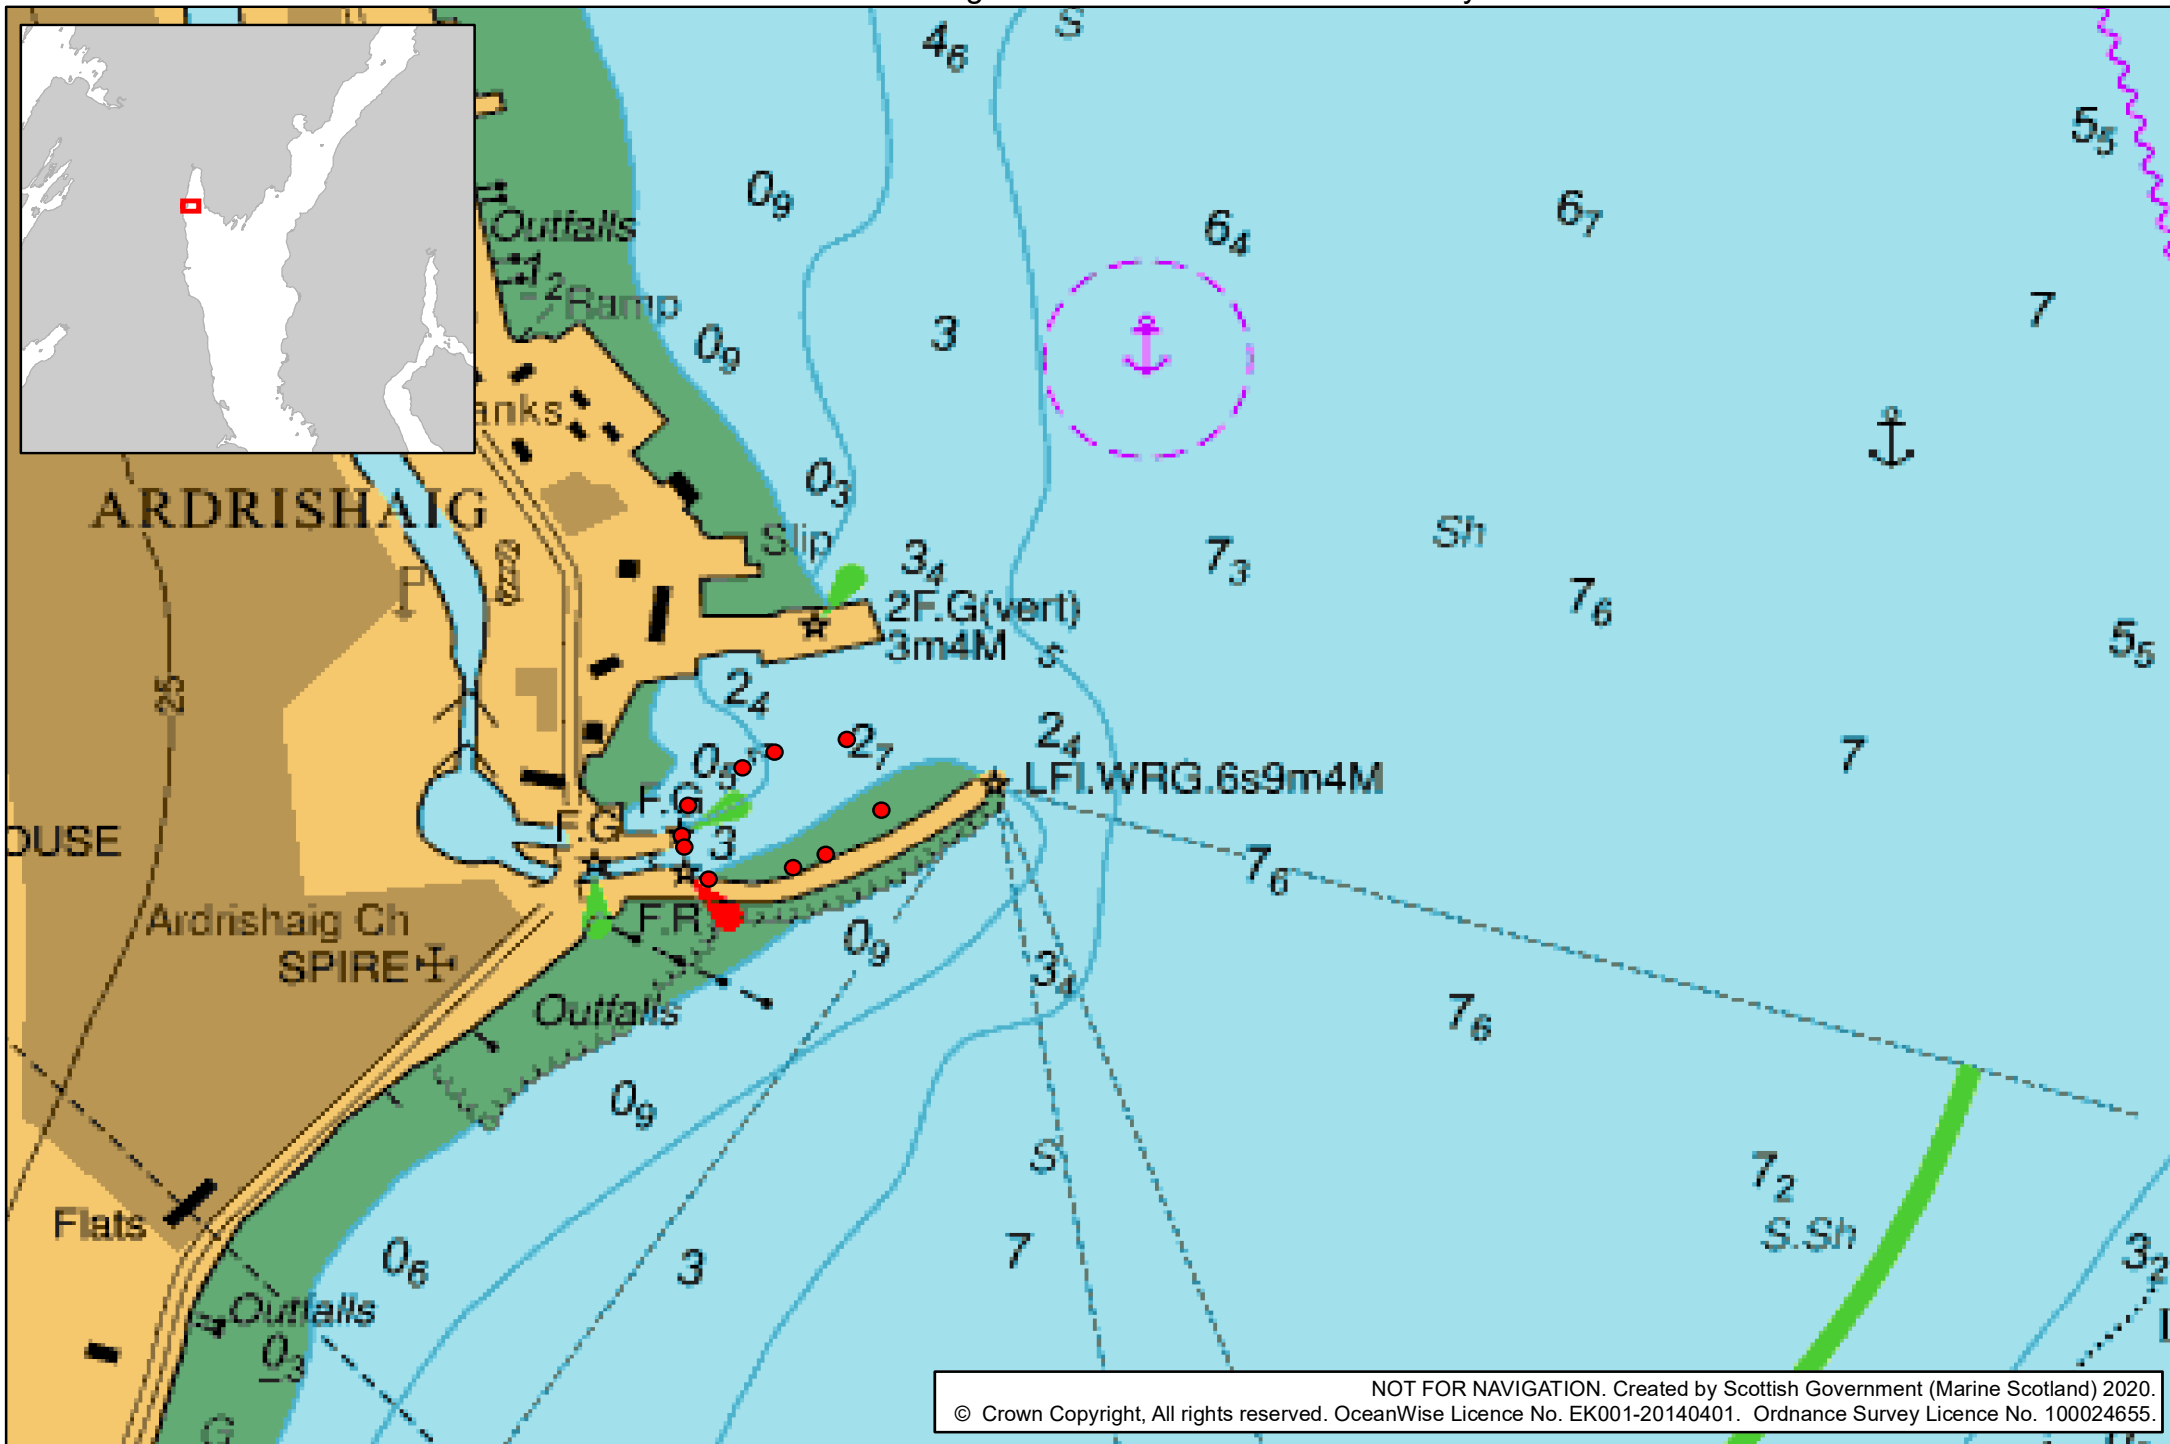 S
4₆
5₅
0₉
6₇
6₄
Outfalls
7
2
Ramp
3
0₉
anks
0₃
ARDRISHAIG
Sh
Slip
3₄
7₃
P
7₆
2F.G(vert)
3m4M
5₅
S
25
2₄
2₄
0₅
2₇
7
LFl.WRG.6s9m4M
F.G
F.G
3
OUSE
7₆
Ardrishaig Ch
F.R
0₉
SPIRE
3₄
Outfalls
7₆
0₉
S
7₂
Flats
S.Sh
0₆
3
7
3₂
Outfalls
0₃
G
NOT FOR NAVIGATION. Created by Scottish Government (Marine Scotland) 2020.
© Crown Copyright, All rights reserved. OceanWise Licence No. EK001-20140401. Ordnance Survey Licence No. 100024655.